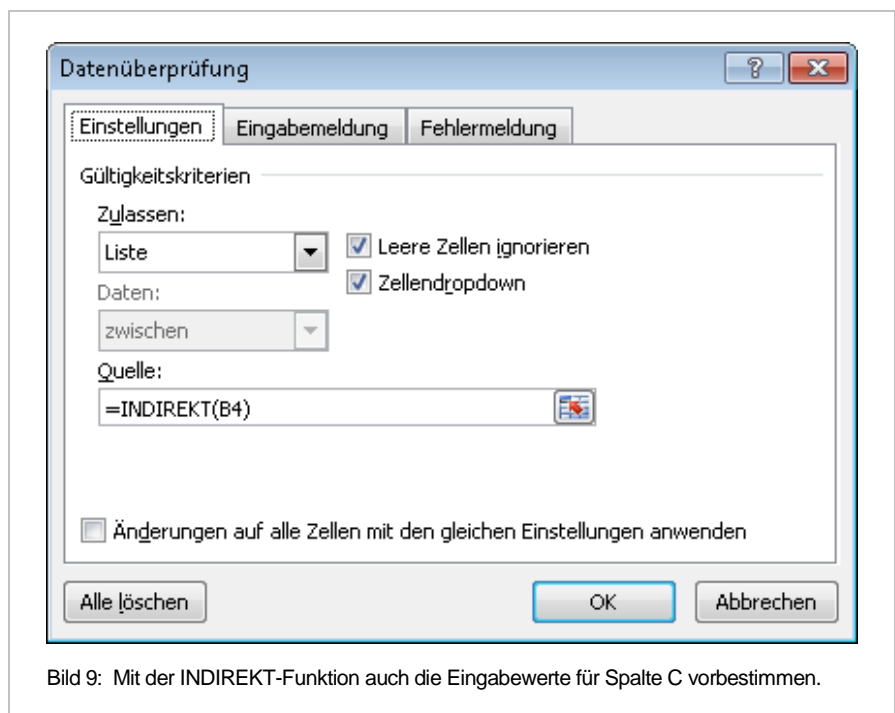 Datenüberprüfung
Einstellungen Eingabemeldung Fehlermeldung
Gültigkeitskriterien
Zulassen:
Liste
Leere Zellen ignorieren
Zellendropdown
Daten:
zwischen
Quelle:
=INDIREKT(B4)
Änderungen auf alle Zellen mit den gleichen Einstellungen anwenden
Alle löschen OK Abbrechen
Bild 9: Mit der INDIREKT-Funktion auch die Eingabewerte für Spalte C vorbestimmen.